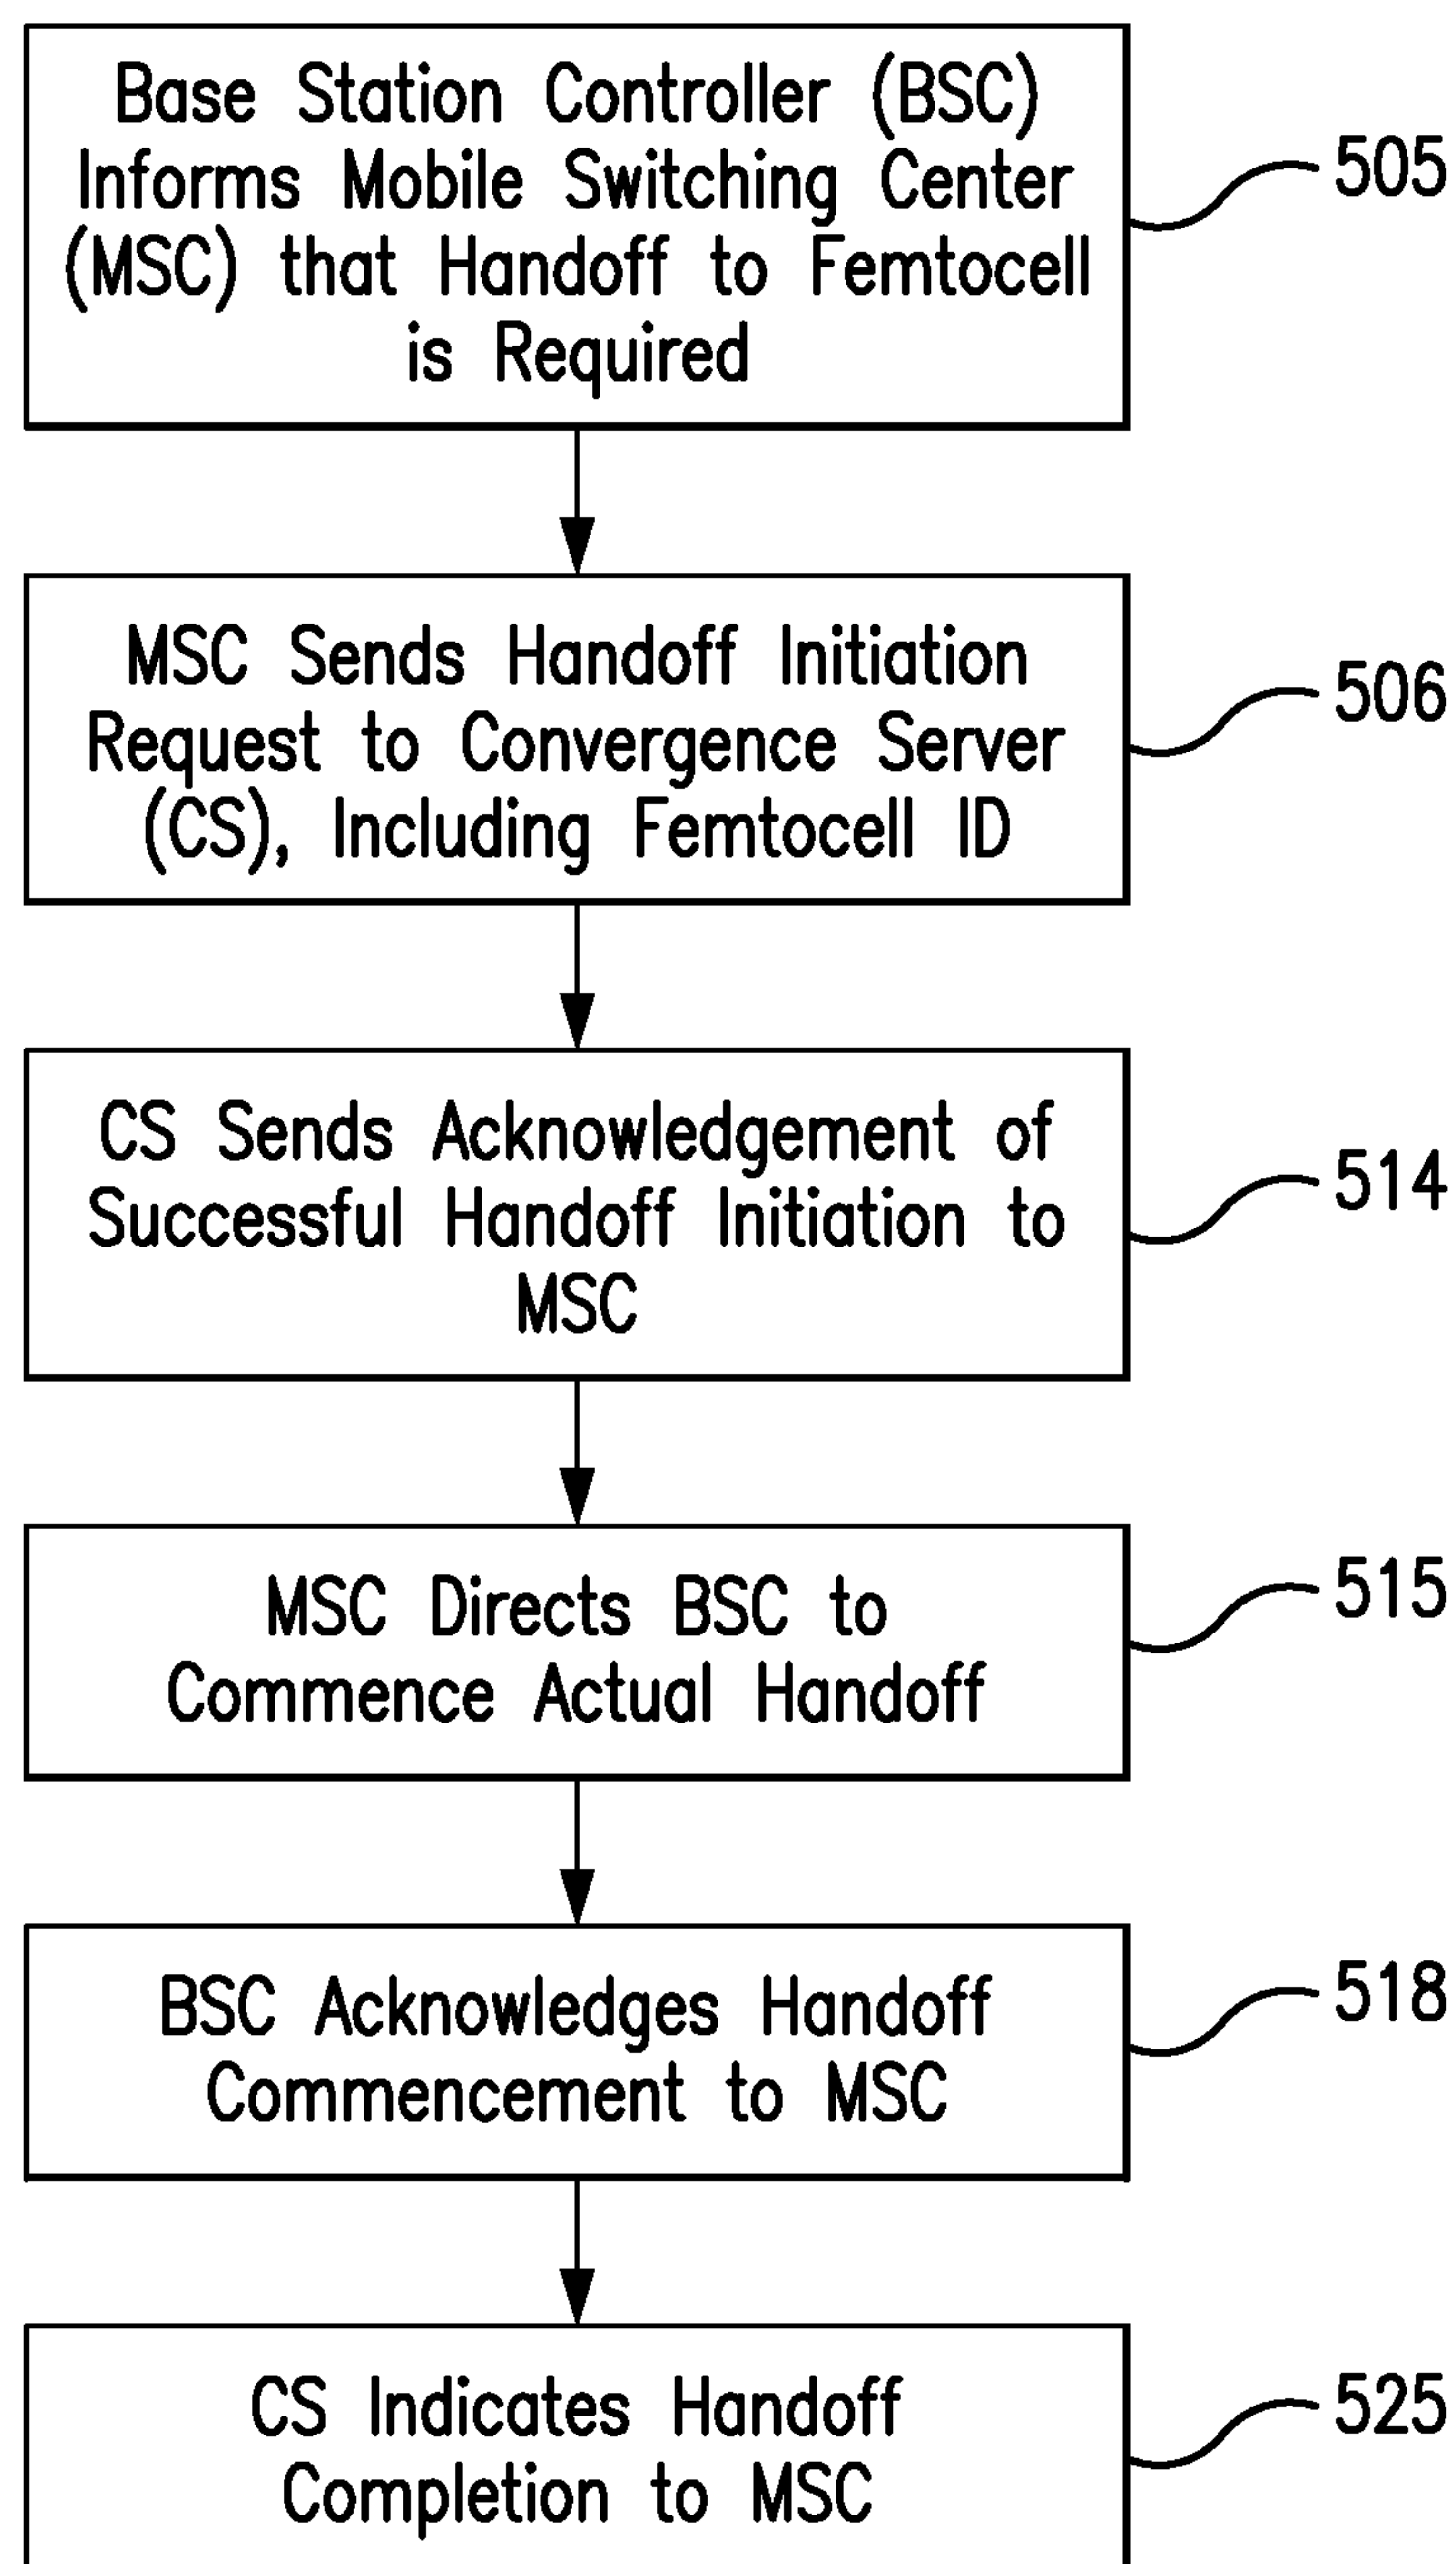 Base Station Controller (BSC)
Informs Mobile Switching Center
(MSC) that Handoff to Femtocell
is Required
505
MSC Sends Handoff Initiation
Request to Convergence Server
(CS), Including Femtocell ID
506
CS Sends Acknowledgement of
Successful Handoff Initiation to
MSC
514
MSC Directs BSC to
Commence Actual Handoff
515
BSC Acknowledges Handoff
Commencement to MSC
518
CS Indicates Handoff
Completion to MSC
525